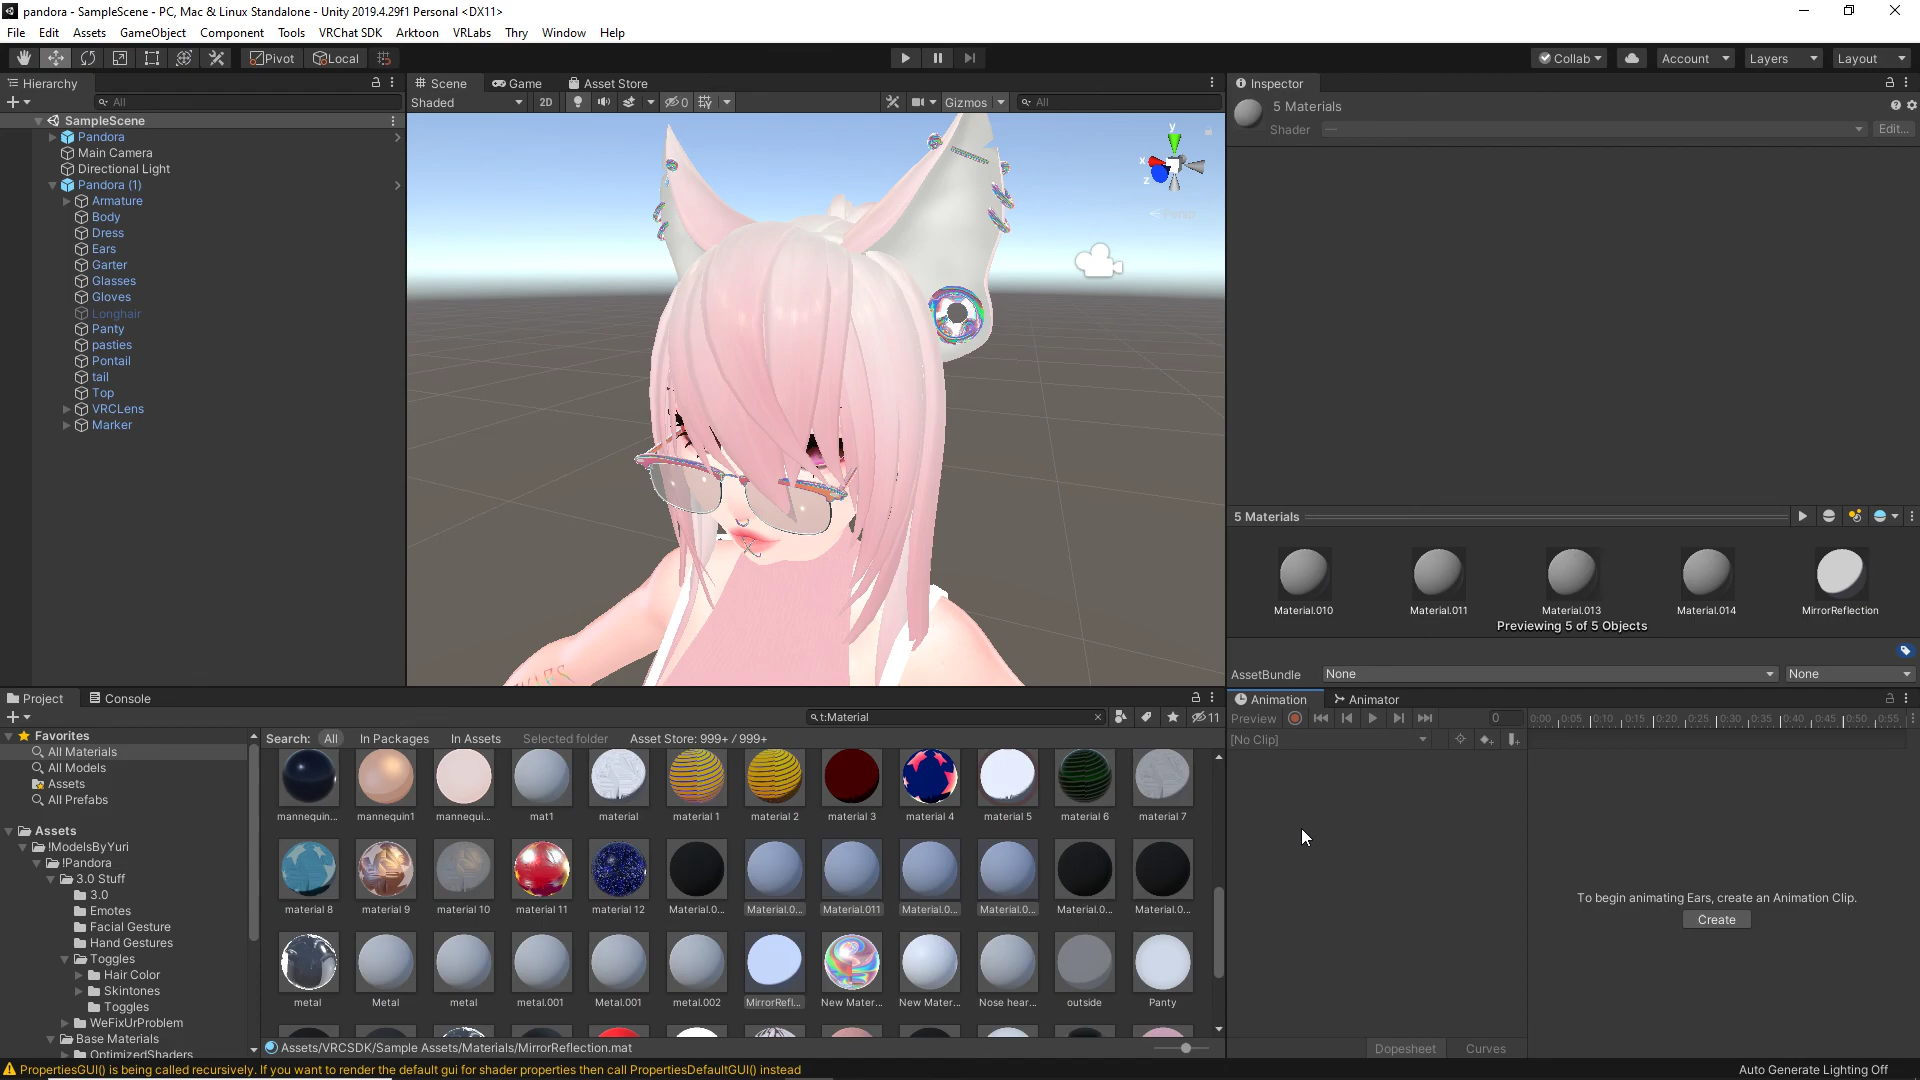 pandora - SampleScene - PC, Mac & Linux Standalone - Unity 2019.4.29f1 Personal <DX11>
File Edit Assets GameObject Component Tools VRChat SDK Arktoon VRLabs Thry Window Help
Pivot Local Collab Account Layers Layout
Hierarchy
All
SampleScene
Pandora
Main Camera
Directional Light
Pandora (1)
Armature
Body
Dress
Ears
Garter
Glasses
Gloves
Longhair
Panty
pasties
Pontail
tail
Top
VRCLens
Marker
Scene Game Asset Store
Shaded 2D 0 Gizmos All
y
x
z
Persp
Inspector
5 Materials
Shader — Edit...
5 Materials
Material.010 Material.011 Material.013 Material.014 MirrorReflection
Previewing 5 of 5 Objects
AssetBundle None None
Project Console
t:Material 11
Search: All In Packages In Assets Selected folder Asset Store: 999+ / 999+
Favorites
All Materials
All Models
Assets
All Prefabs
Assets
!ModelsByYuri
!Pandora
3.0 Stuff
3.0
Emotes
Facial Gesture
Hand Gestures
Toggles
Hair Color
Skintones
Toggles
WeFixUrProblem
Base Materials
OptimizedShaders
mannequin... mannequin1 mannequi... mat1 material material 1 material 2 material 3 material 4 material 5 material 6 material 7
material 8 material 9 material 10 material 11 material 12 Material.0... Material.0... Material.011 Material.0... Material.0... Material.0... Material.0...
metal Metal metal metal.001 Metal.001 metal.002 MirrorRefl... New Mater... New Mater... Nose hear... outside Panty
Assets/VRCSDK/Sample Assets/Materials/MirrorReflection.mat
Animation Animator
Preview 0 0:00 0:05 0:10 0:15 0:20 0:25 0:30 0:35 0:40 0:45 0:50 0:55
[No Clip]
To begin animating Ears, create an Animation Clip.
Create
Dopesheet Curves
PropertiesGUI() is being called recursively. If you want to render the default gui for shader properties then call PropertiesDefaultGUI() instead
Auto Generate Lighting Off